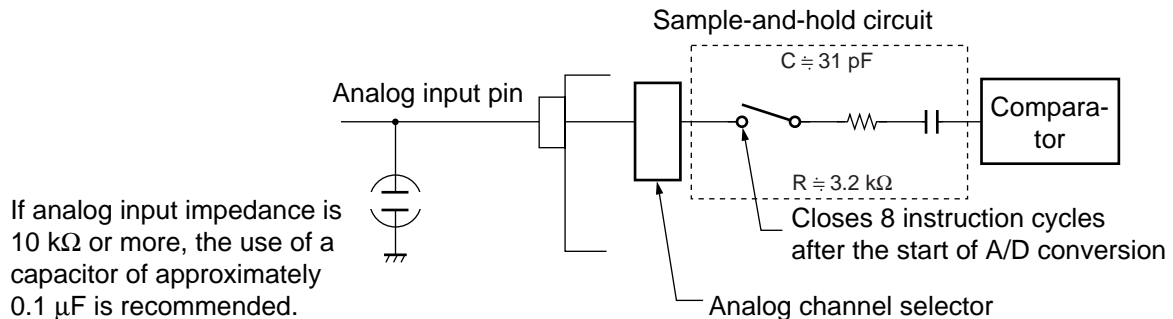 Sample-and-hold circuit
C ≒ 31 pF
Analog input pin
Compara-
tor
R ≒ 3.2 kΩ
If analog input impedance is
10 kΩ or more, the use of a
capacitor of approximately
0.1 μF is recommended.
Closes 8 instruction cycles
after the start of A/D conversion
Analog channel selector